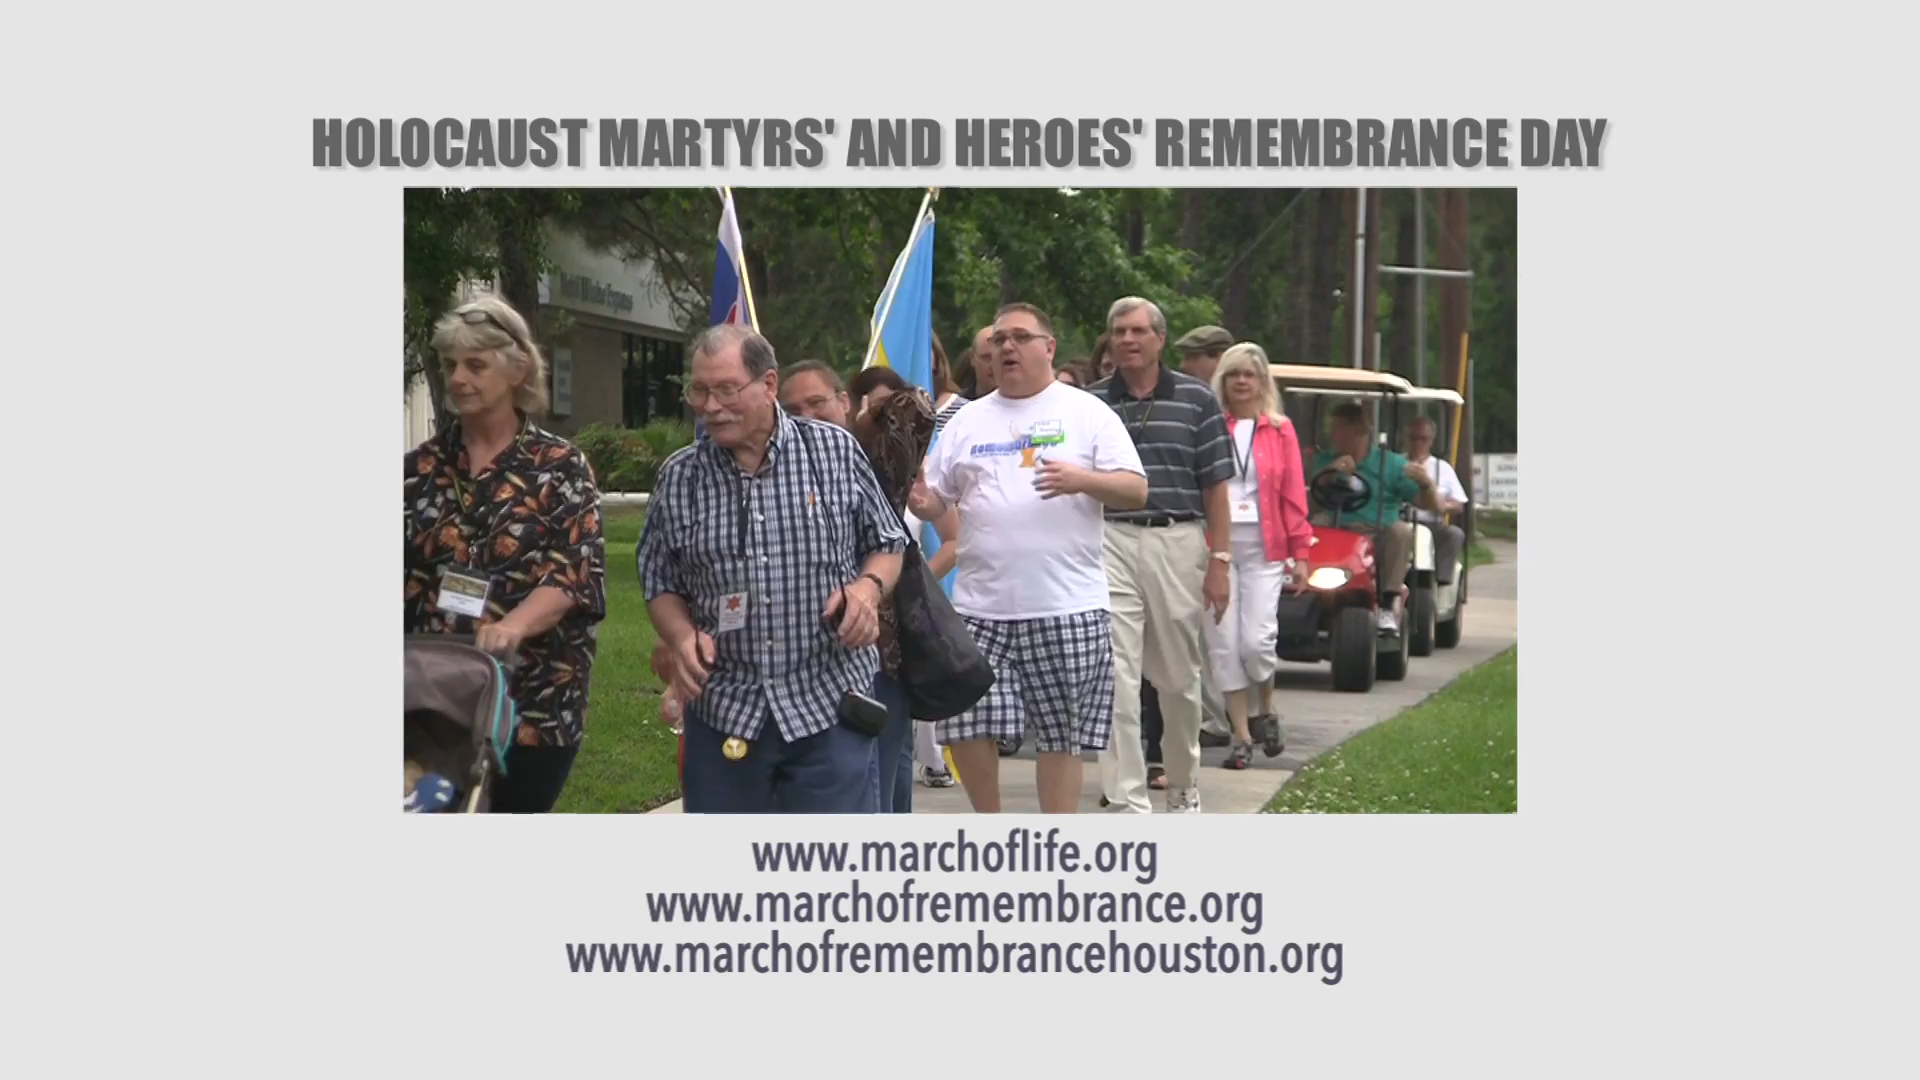 HOLOCAUST MARTYRS' AND HEROES' REMEMBRANCE DAY
www.marchoflife.org
www.marchofremembrance.org
www.marchofremembrancehouston.org